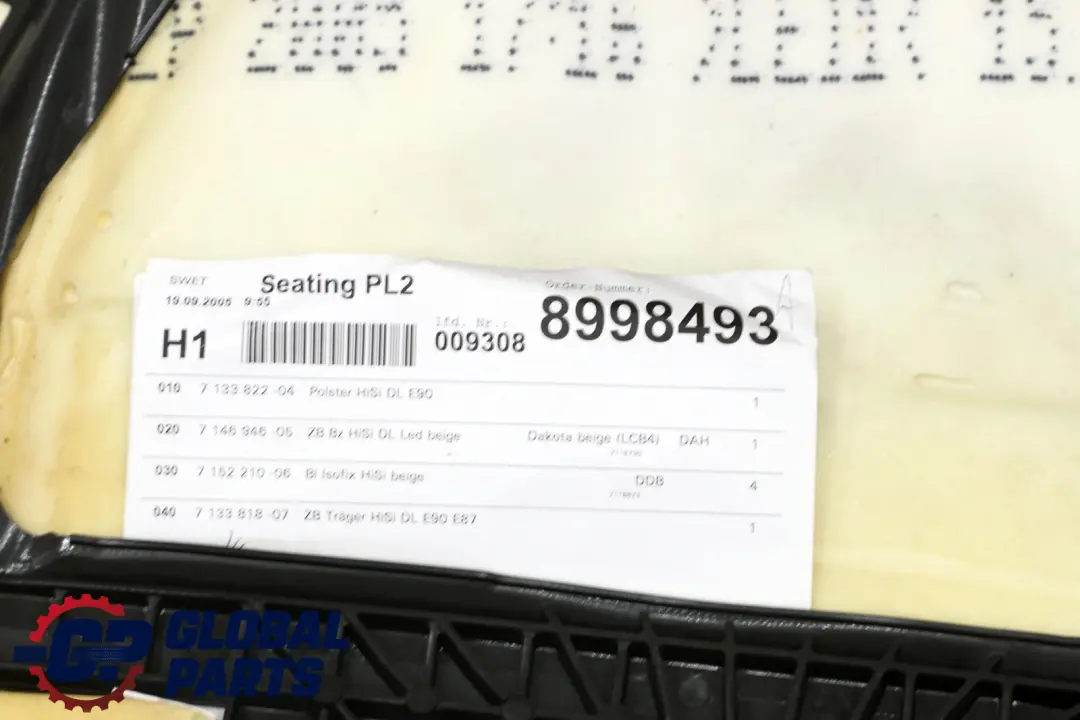 2005
SWET Seating PL2 Order-Nummer:
19.09.2005 9:55
H1 lfd. Nr.: 009308 8998493
010 7 133 822 -04 Polster HiSi DL E90 1
020 7 146 946 -05 ZB Bz HiSi DL Led beige Dakota beige (LCB4) DAH 1
030 7 152 210 -06 Bl Isofix HiSi beige DDB 4
040 7 133 818 -07 ZB Träger HiSi DL E90 E87 1
GP GLOBAL
PARTS